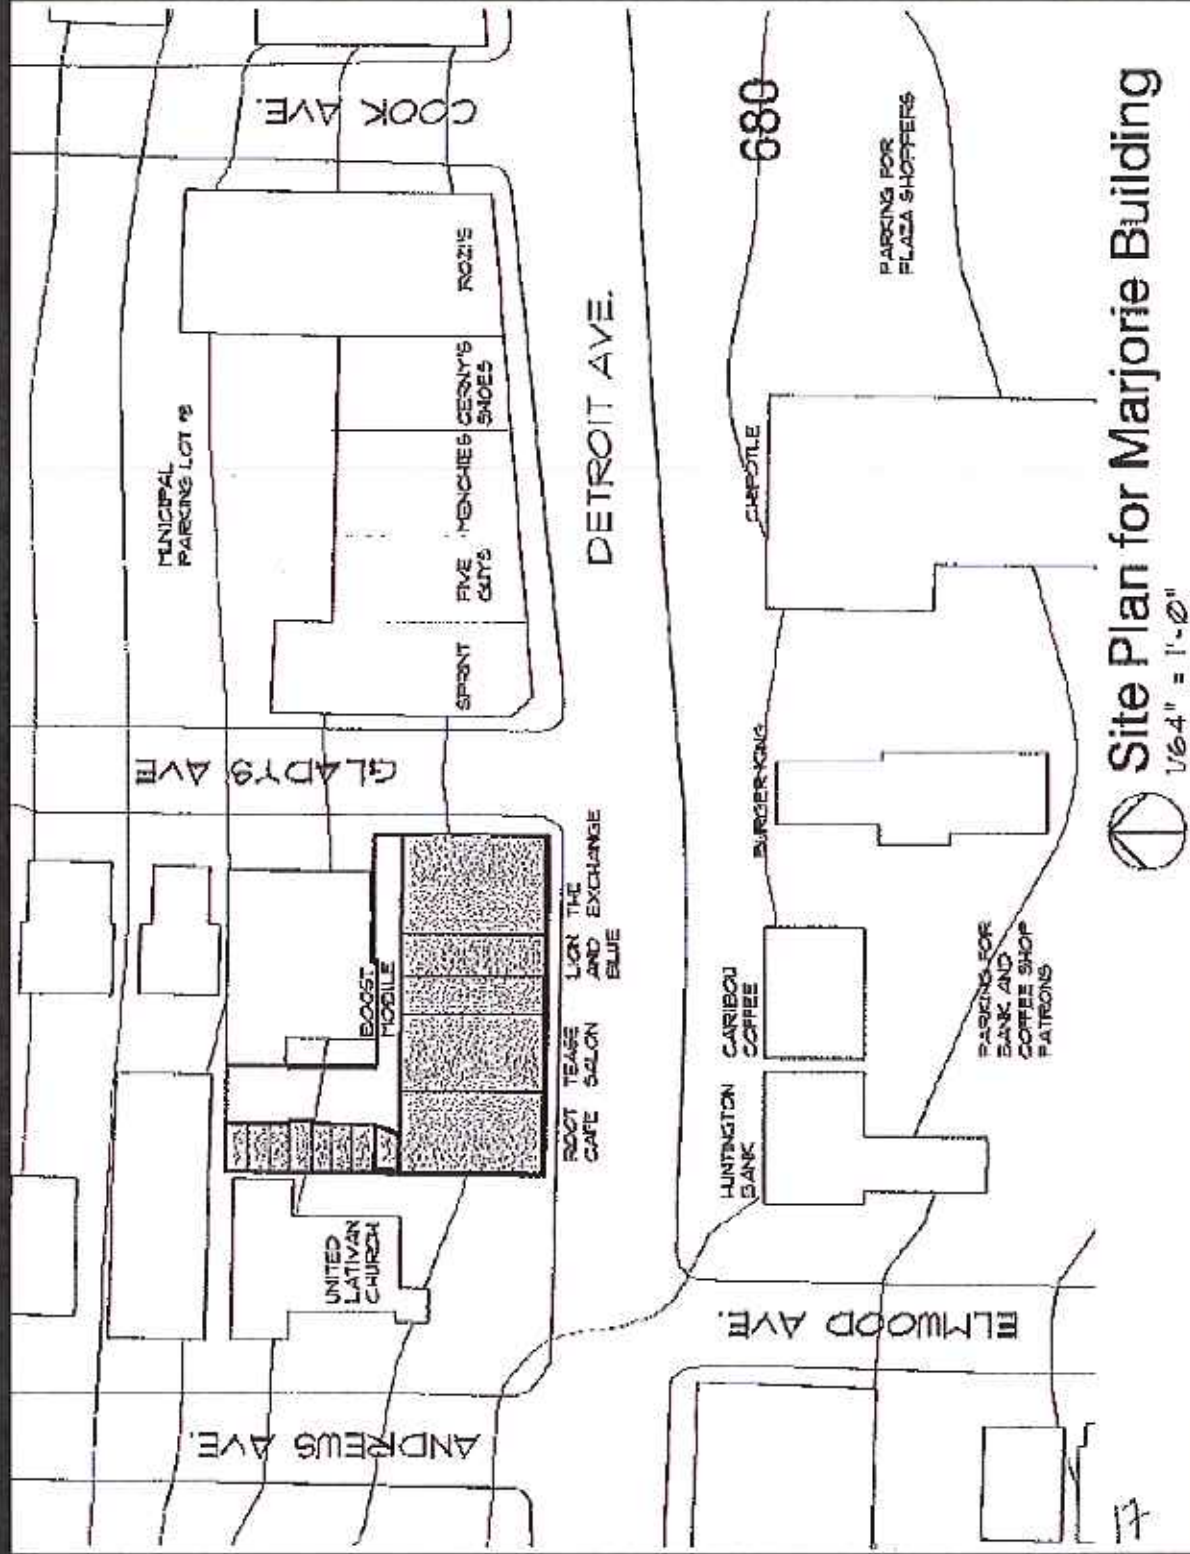 ANDREWS AVE.
GLADYS AVE
COOK AVE.
MUNICIPAL
PARKING LOT #8
UNITED
LATIVAN
CHURCH
BOOST
MOBILE
SPRINT
FIVE
GUYS
MENCHIES
CERNY'S
SHOES
ROZI'S
ROOT
CAFE
TEASE
SALON
LION
AND
BLUE
THE
EXCHANGE
DETROIT AVE.
ELMWOOD AVE.
HUNTINGTON
BANK
CARIBOU
COFFEE
BURGER-KING
CHIPOTLE
680
PARKING FOR
PLAZA SHOPPERS
PARKING FOR
BANK AND
COFFEE SHOP
PATRONS
Site Plan for Marjorie Building
1/64" = 1'-0"
17